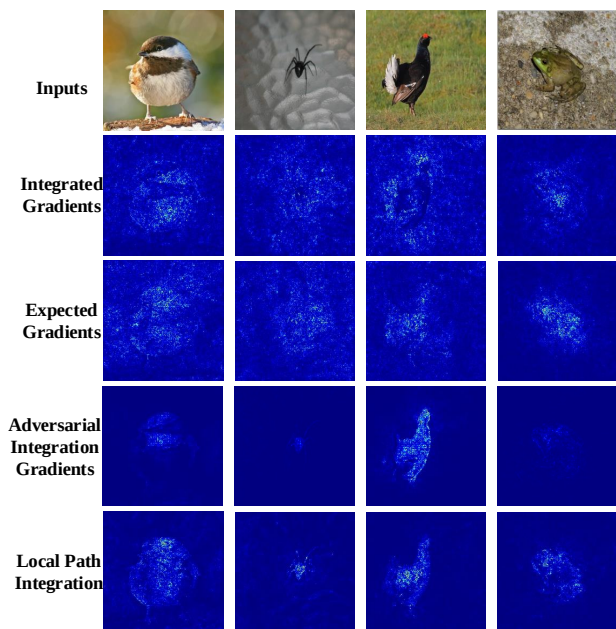 Inputs
Integrated
Gradients
Expected
Gradients
Adversarial
Integration
Gradients
Local Path
Integration